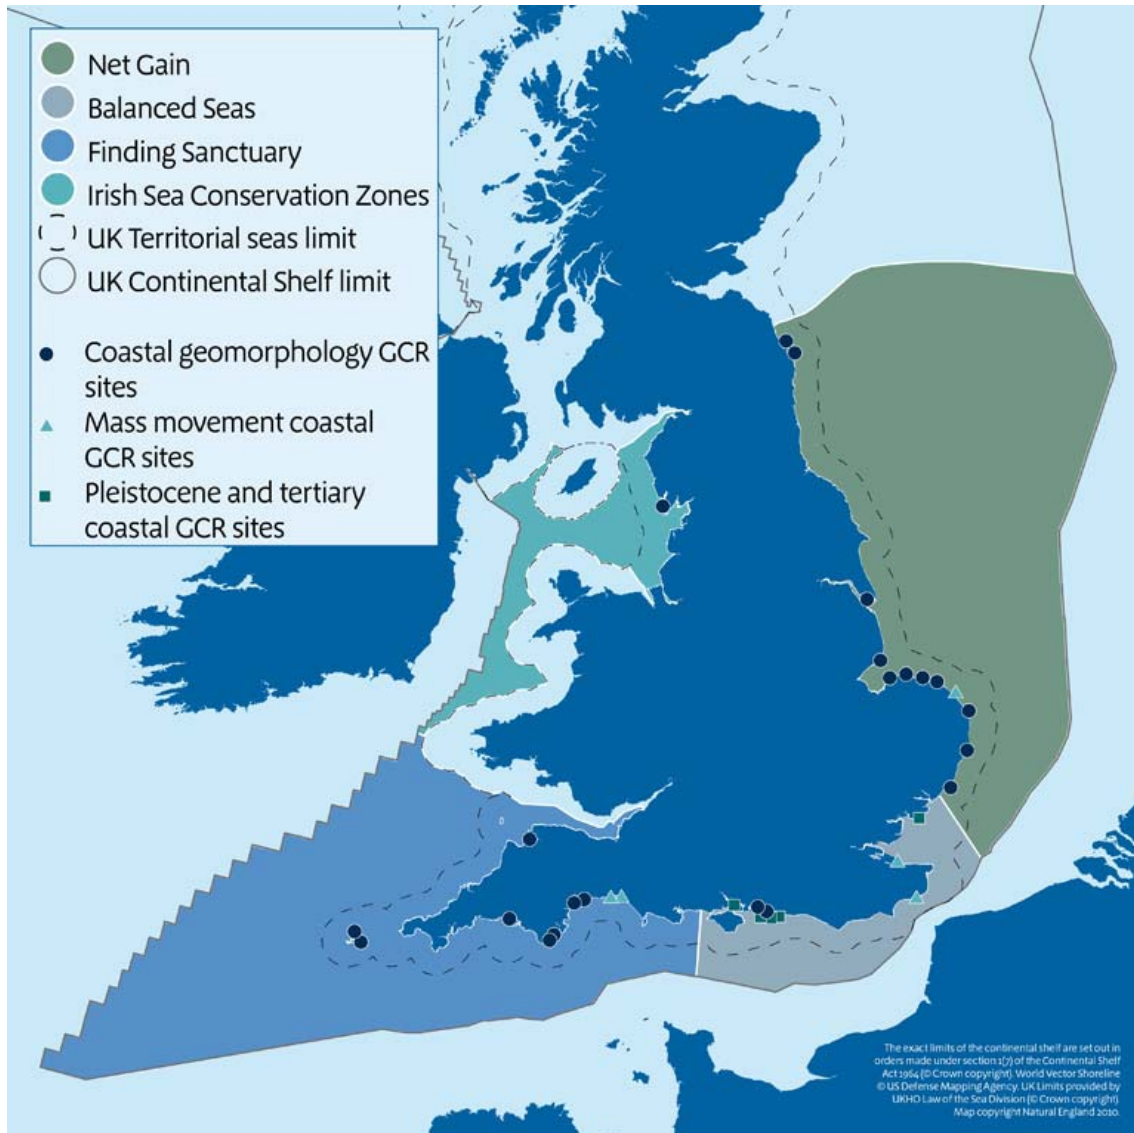 Net Gain
Balanced Seas
Finding Sanctuary
Irish Sea Conservation Zones
UK Territorial seas limit
UK Continental Shelf limit
Coastal geomorphology GCR
sites
Mass movement coastal
GCR sites
Pleistocene and tertiary
coastal GCR sites
The exact limits of the continental shelf are set out in
orders made under section 1(7) of the Continental Shelf
Act 1964 (© Crown copyright). World Vector Shoreline
© US Defense Mapping Agency. UK Limits provided by
UKHO Law of the Sea Division (© Crown copyright).
Map copyright Natural England 2010.